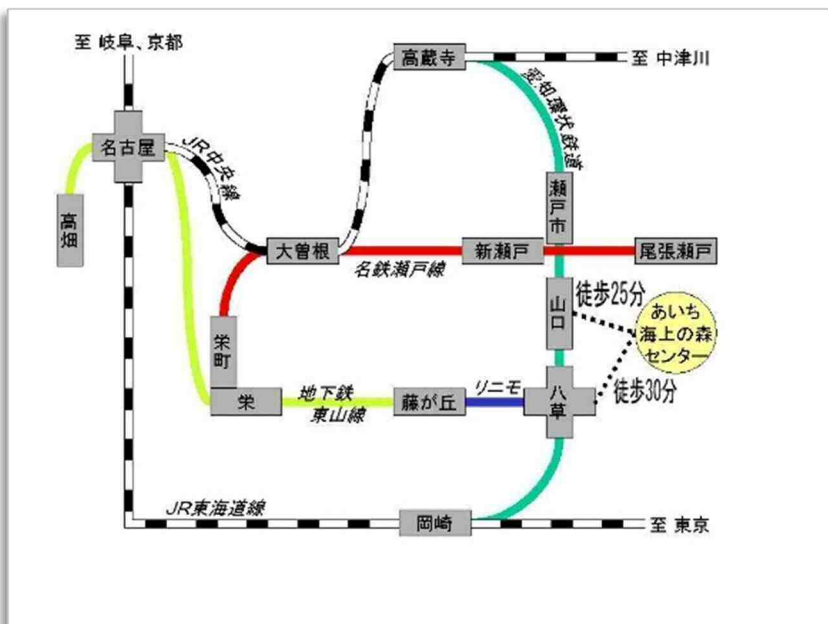 至 岐阜、京都
高蔵寺
至 中津川
愛知環状鉄道
名古屋
JR中央線
高畑
瀬戸市
大曽根
新瀬戸
尾張瀬戸
名鉄瀬戸線
山口
徒歩25分
あいち
海上の森
センター
栄町
栄
地下鉄
東山線
藤が丘
リニモ
八草
徒歩30分
JR東海道線
岡崎
至 東京